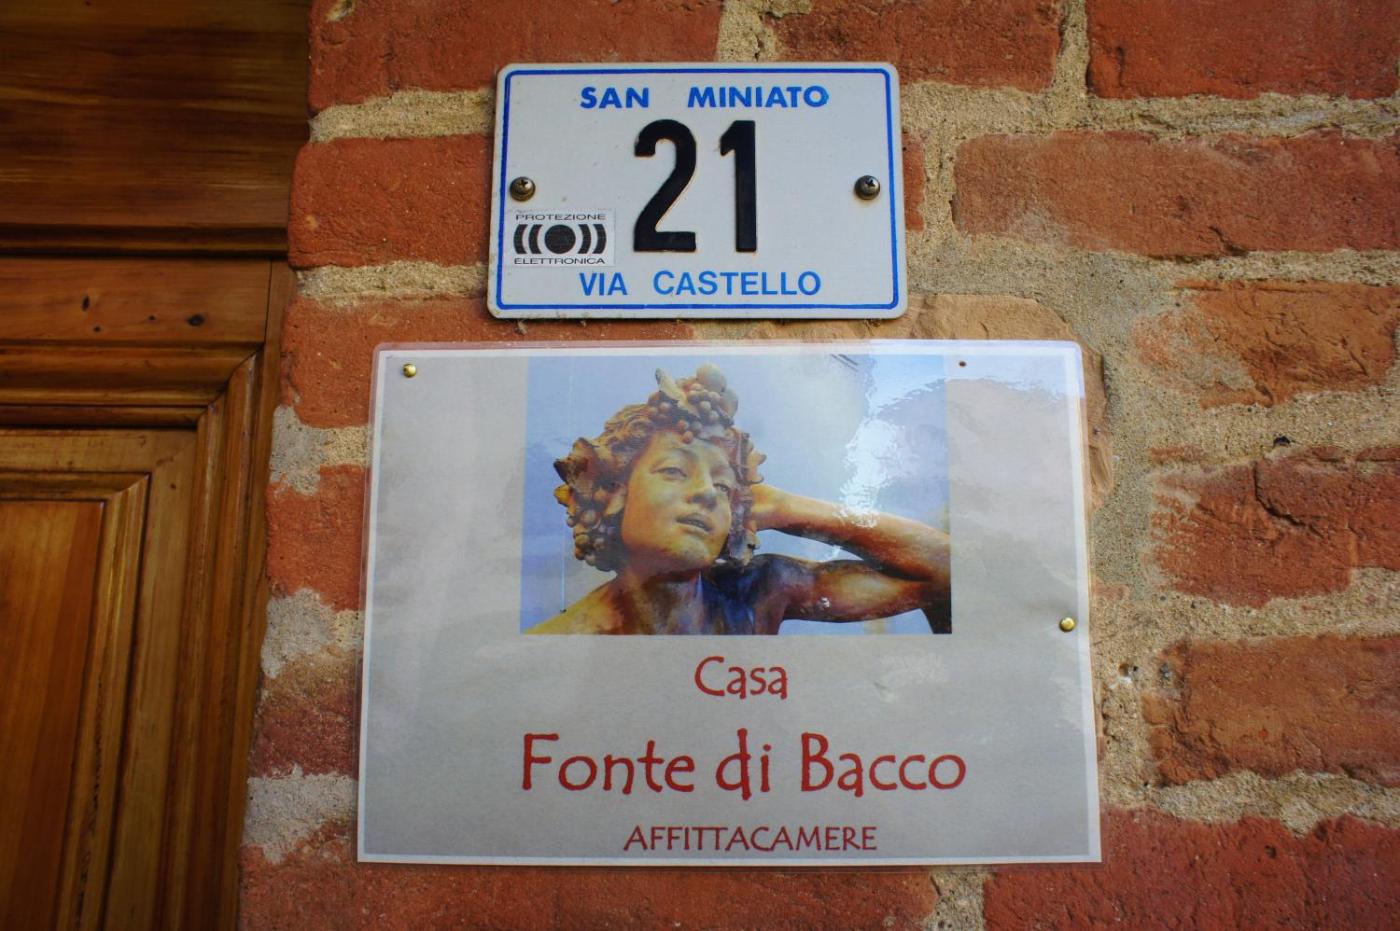 SAN MINIATO
21
PROTEZIONE
ELETTRONICA
VIA CASTELLO
Casa
Fonte di Bacco
AFFITTACAMERE